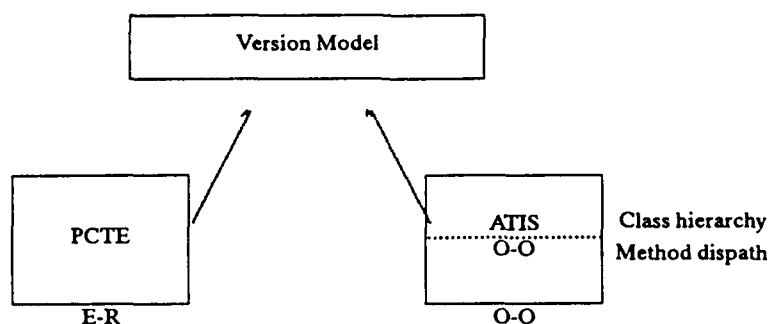 Version Model
PCTE
ATIS
O-O
Class hierarchy
Method dispath
E-R
O-O